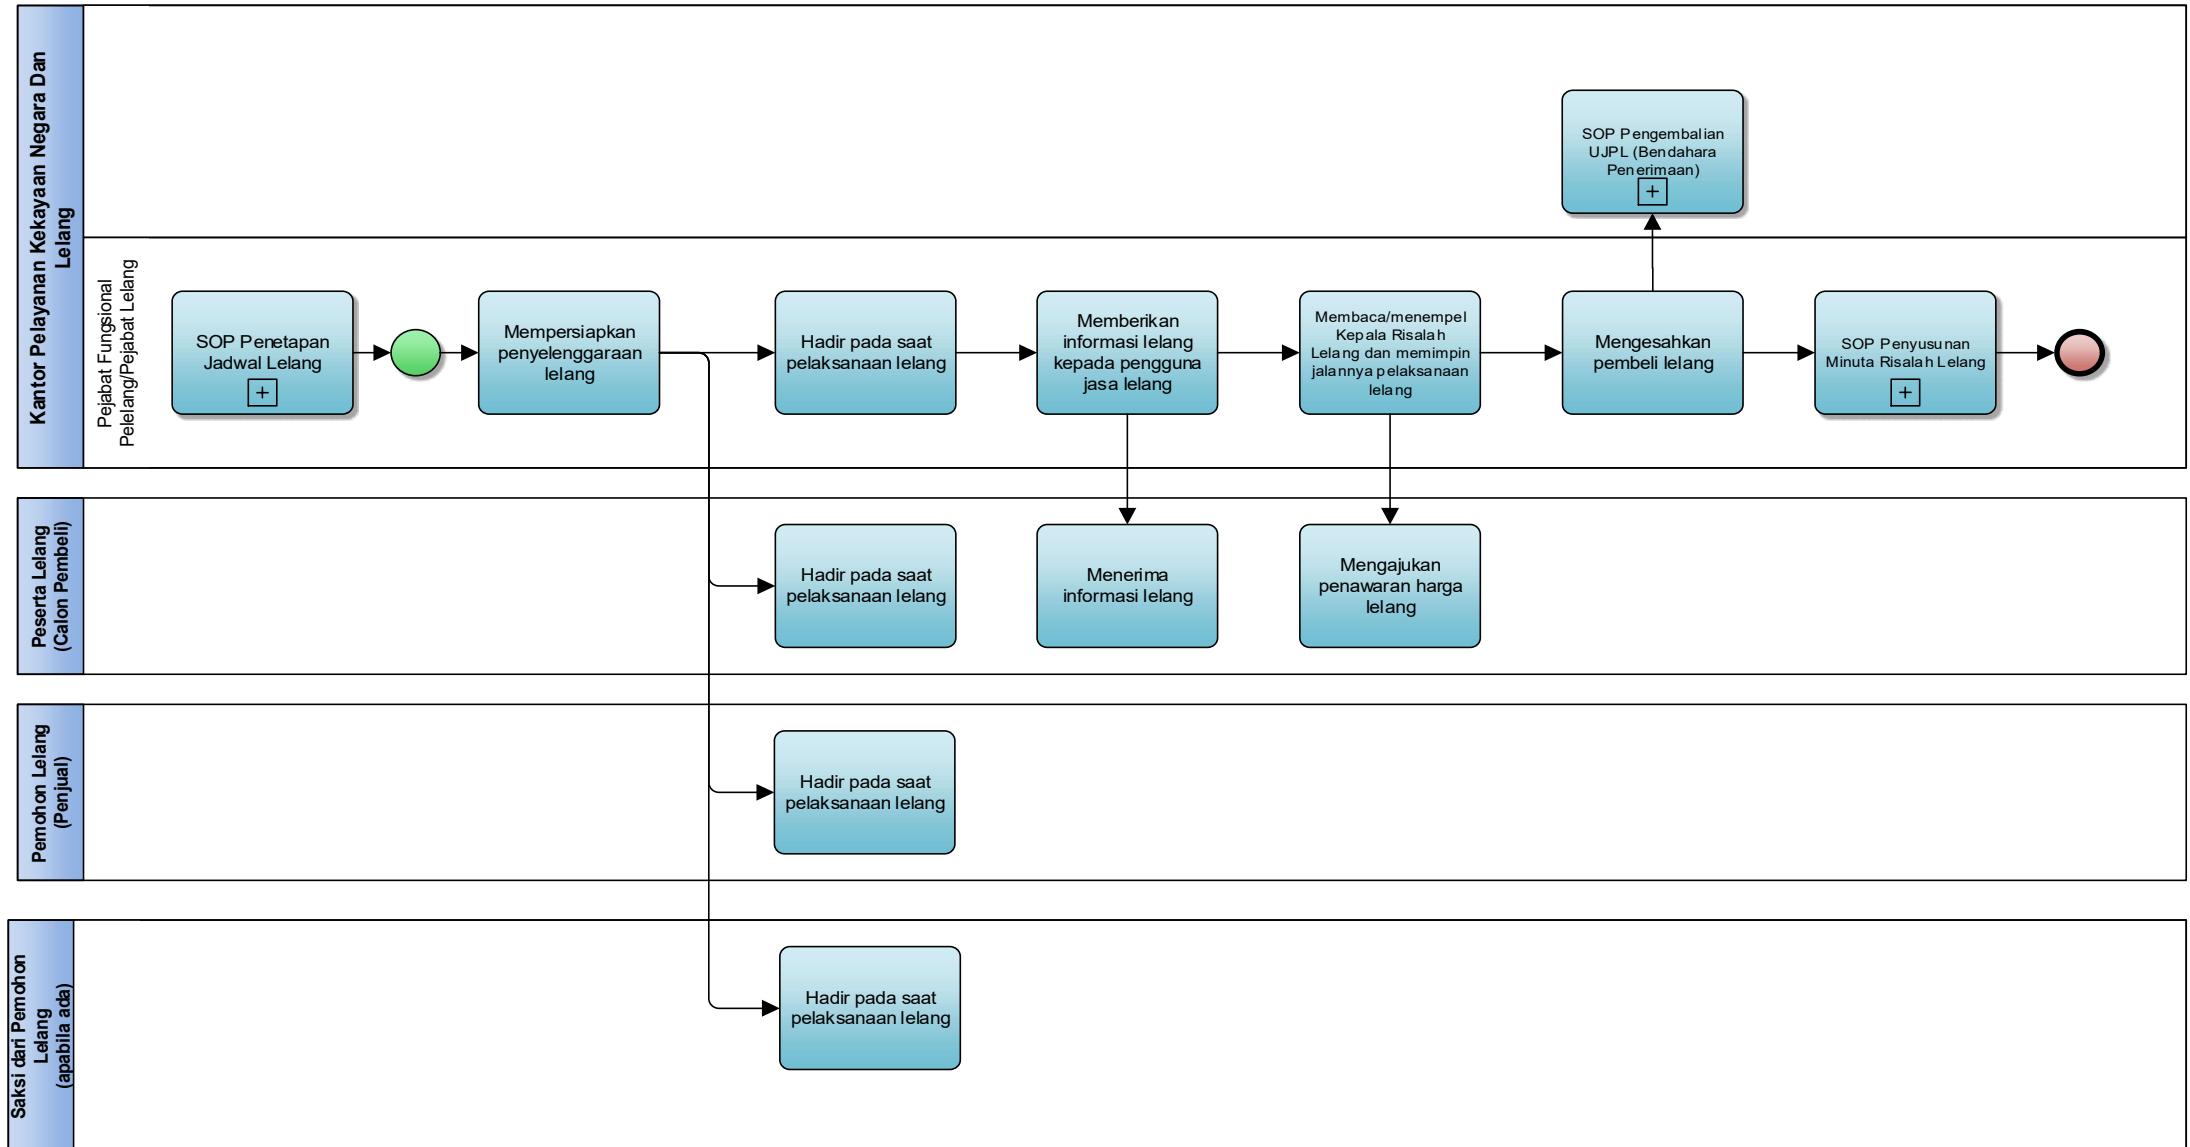 Kantor Pelayanan Kekayaan Negara Dan
Lelang
SOP Pengembalian
UJPL (Bendahara
Penerimaan)
Pejabat Fungsional
Plelelang/Pejabat Lelang
SOP Penetapan
Jadwal Lelang
Mempersiapkan
penyelenggaraan
lelang
Hadir pada saat
pelaksanaan lelang
Memberikan
informasi lelang
kepada pengguna
jasa lelang
Membaca/menempel
Kepala Risalah
Lelang dan memimpin
jalannya pelaksanaan
lelang
Mengesahkan
pembeli lelang
SOP Penyusunan
Minuta Risalah Lelang
Peserta Lelang
(Calon Pembeli)
Hadir pada saat
pelaksanaan lelang
Menerima
informasi lelang
Mengajukan
penawaran harga
lelang
Pemohon Lelang
(Penjual)
Hadir pada saat
pelaksanaan lelang
Saksi dari Pemohon
Lelang
(apabila ada)
Hadir pada saat
pelaksanaan lelang